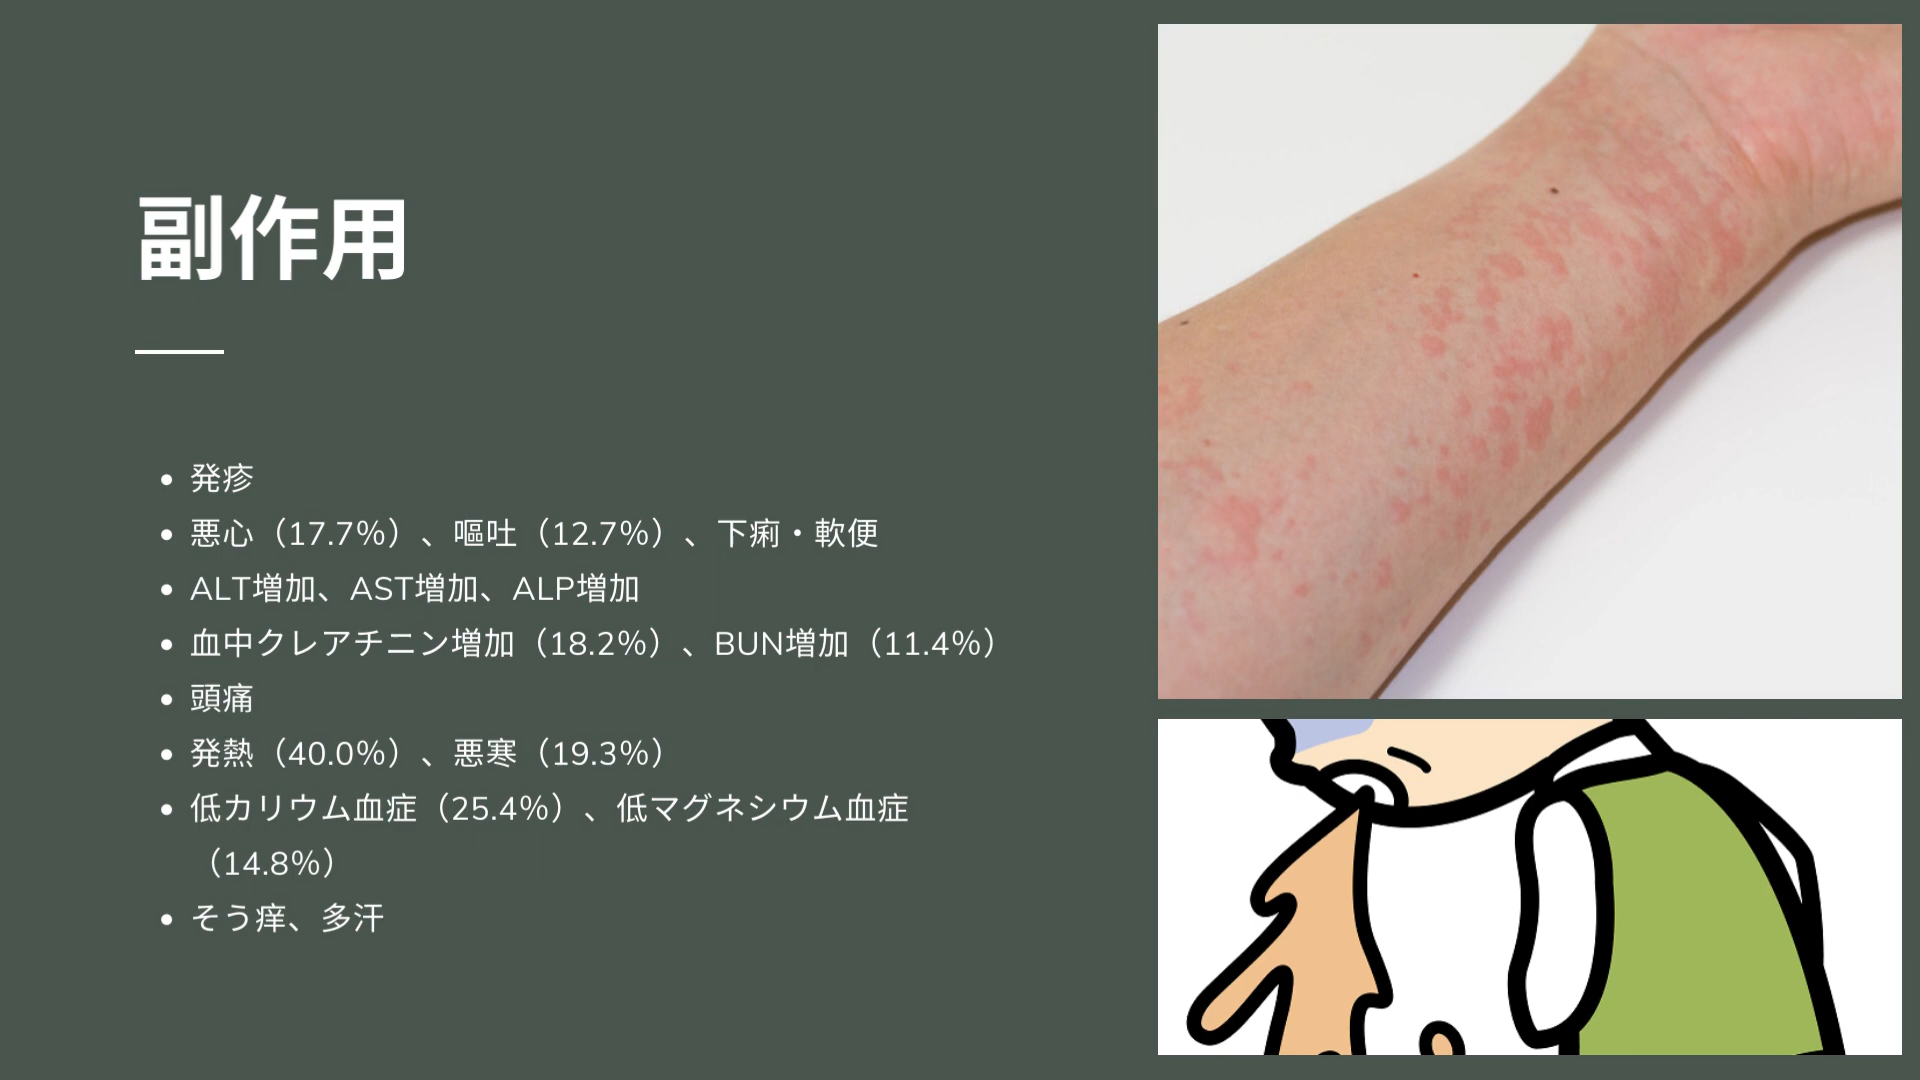 副作用
• 発疹
• 悪心（17.7%）、嘔吐（12.7%）、下痢・軟便
• ALT増加、AST増加、ALP増加
• 血中クレアチニン増加（18.2%）、BUN増加（11.4%）
• 頭痛
• 発熱（40.0%）、悪寒（19.3%）
• 低カリウム血症（25.4%）、低マグネシウム血症
（14.8%）
• そう痒、多汗